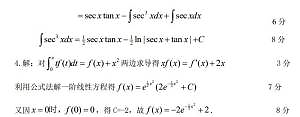 = sec x tan x − ∫sec³ xdx + ∫sec xdx
6分
∫sec³ xdx = ½ sec x tan x − ½ ln|sec x + tan x| + C 8分
4.解:对∫₀ˣ tf(t)dt = f(x) + x² 两边求导得 xf(x) = f'(x) + 2x 3分
利用公式法解一阶线性方程得 f(x) = e^{½x²}(2e^{−½x²} + C) 7分
又因 x = 0时, f(0) = 0, 得 C=-2, 故 f(x) = −2e^{½x²} + 2. 8分